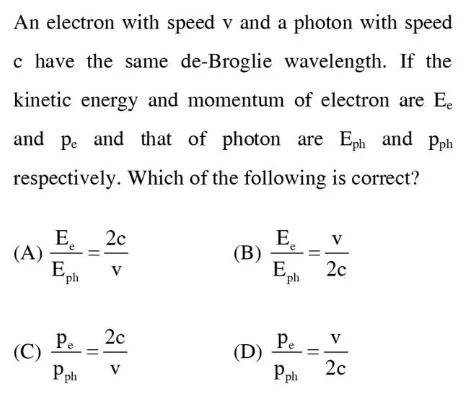 An electron with speed v and a photon with speed
c have the same de-Broglie wavelength. If the
kinetic energy and momentum of electron are Eₑ
and pₑ and that of photon are Eₚₕ and pₚₕ
respectively. Which of the following is correct?
(A) Eₑ/Eₚₕ = 2c/v (B) Eₑ/Eₚₕ = v/2c
(C) pₑ/pₚₕ = 2c/v (D) pₑ/pₚₕ = v/2c